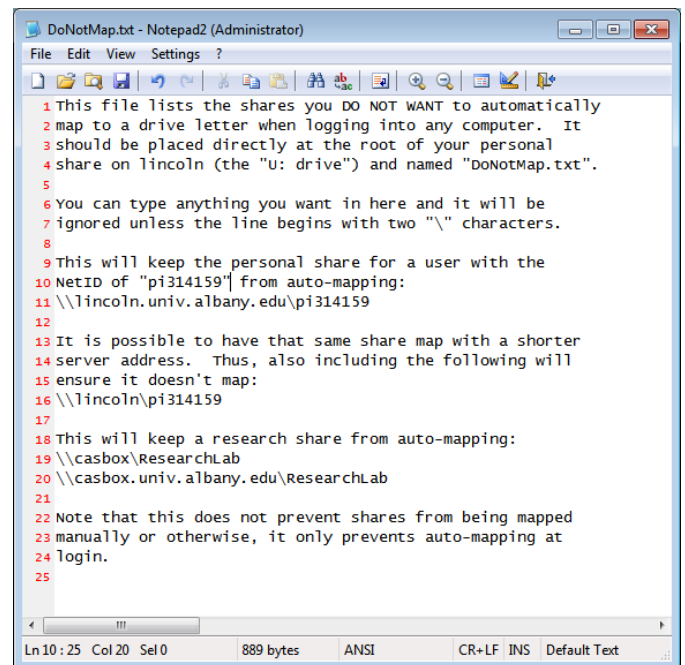 DoNotMap.txt - Notepad2 (Administrator)
File Edit View Settings ?
1 This file lists the shares you DO NOT WANT to automatically
2 map to a drive letter when logging into any computer.  It
3 should be placed directly at the root of your personal
4 share on lincoln (the "U: drive") and named "DoNotMap.txt".
5
6 You can type anything you want in here and it will be
7 ignored unless the line begins with two "\" characters.
8
9 This will keep the personal share for a user with the
10 NetID of "pi314159" from auto-mapping:
11 \\lincoln.univ.albany.edu\pi314159
12
13 It is possible to have that same share map with a shorter
14 server address.  Thus, also including the following will
15 ensure it doesn't map:
16 \\lincoln\pi314159
17
18 This will keep a research share from auto-mapping:
19 \\casbox\ResearchLab
20 \\casbox.univ.albany.edu\ResearchLab
21
22 Note that this does not prevent shares from being mapped
23 manually or otherwise, it only prevents auto-mapping at
24 login.
25
Ln 10 : 25 Col 20 Sel 0 889 bytes ANSI CR+LF INS Default Text